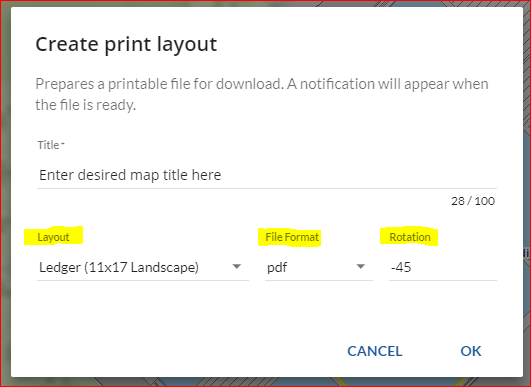 Create print layout
Prepares a printable file for download. A notification will appear when
the file is ready.
Title*
Enter desired map title here
28 / 100
Layout File Format Rotation
Ledger (11x17 Landscape) pdf -45
CANCEL OK